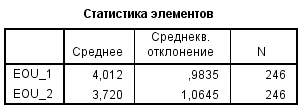 Статистика элементов
Среднее Среднекв. отклонение N
EOU_1 4,012 ,9835 246
EOU_2 3,720 1,0645 246